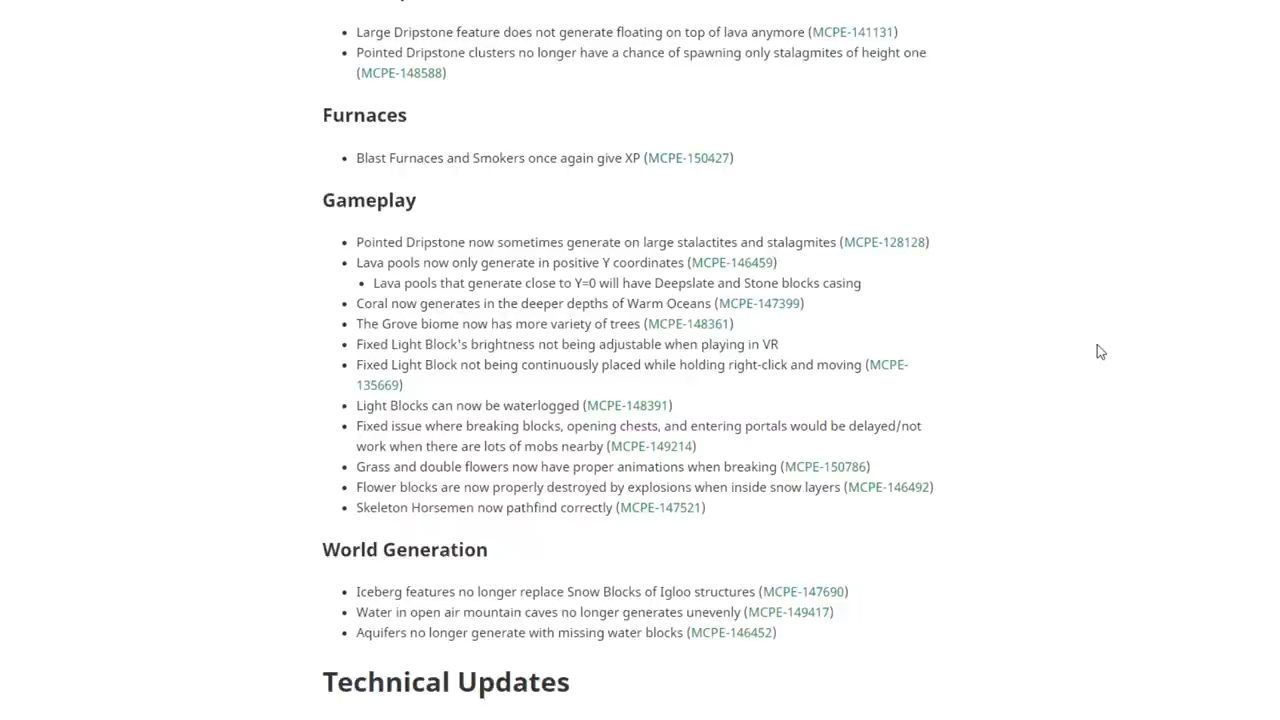 Large Dripstone feature does not generate floating on top of lava anymore (MCPE-141131)
Pointed Dripstone clusters no longer have a chance of spawning only stalagmites of height one
(MCPE-148588)
Furnaces
Blast Furnaces and Smokers once again give XP (MCPE-150427)
Gameplay
Pointed Dripstone now sometimes generate on large stalactites and stalagmites (MCPE-128128)
Lava pools now only generate in positive Y coordinates (MCPE-146459)
Lava pools that generate close to Y=0 will have Deepslate and Stone blocks casing
Coral now generates in the deeper depths of Warm Oceans (MCPE-147399)
The Grove biome now has more variety of trees (MCPE-148361)
Fixed Light Block's brightness not being adjustable when playing in VR
Fixed Light Block not being continuously placed while holding right-click and moving (MCPE-
135669)
Light Blocks can now be waterlogged (MCPE-148391)
Fixed issue where breaking blocks, opening chests, and entering portals would be delayed/not
work when there are lots of mobs nearby (MCPE-149214)
Grass and double flowers now have proper animations when breaking (MCPE-150786)
Flower blocks are now properly destroyed by explosions when inside snow layers (MCPE-146492)
Skeleton Horsemen now pathfind correctly (MCPE-147521)
World Generation
Iceberg features no longer replace Snow Blocks of Igloo structures (MCPE-147690)
Water in open air mountain caves no longer generates unevenly (MCPE-149417)
Aquifers no longer generate with missing water blocks (MCPE-146452)
Technical Updates